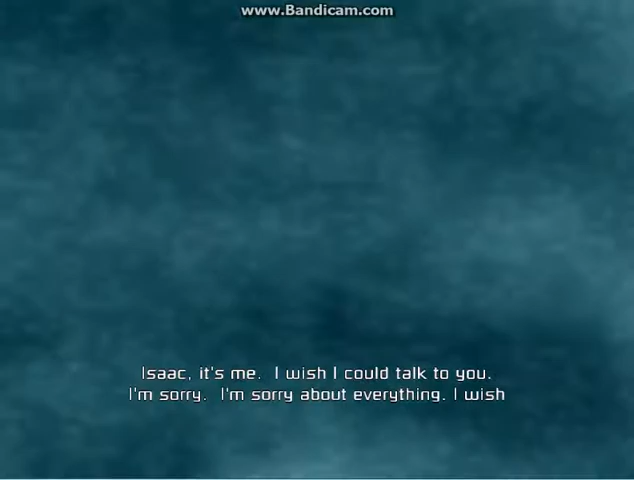 www.Bandicam.com
Isaac, it's me.  I wish I could talk to you.
I'm sorry.  I'm sorry about everything. I wish